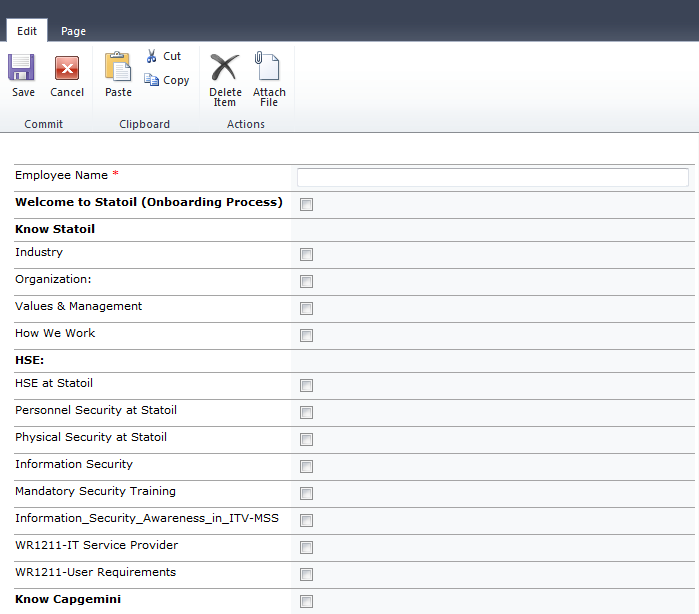 Edit Page
Save Cancel Paste Cut Copy Delete Item Attach File
Commit Clipboard Actions
Employee Name *
Welcome to Statoil (Onboarding Process)
Know Statoil
Industry
Organization:
Values & Management
How We Work
HSE:
HSE at Statoil
Personnel Security at Statoil
Physical Security at Statoil
Information Security
Mandatory Security Training
Information_Security_Awareness_in_ITV-MSS
WR1211-IT Service Provider
WR1211-User Requirements
Know Capgemini